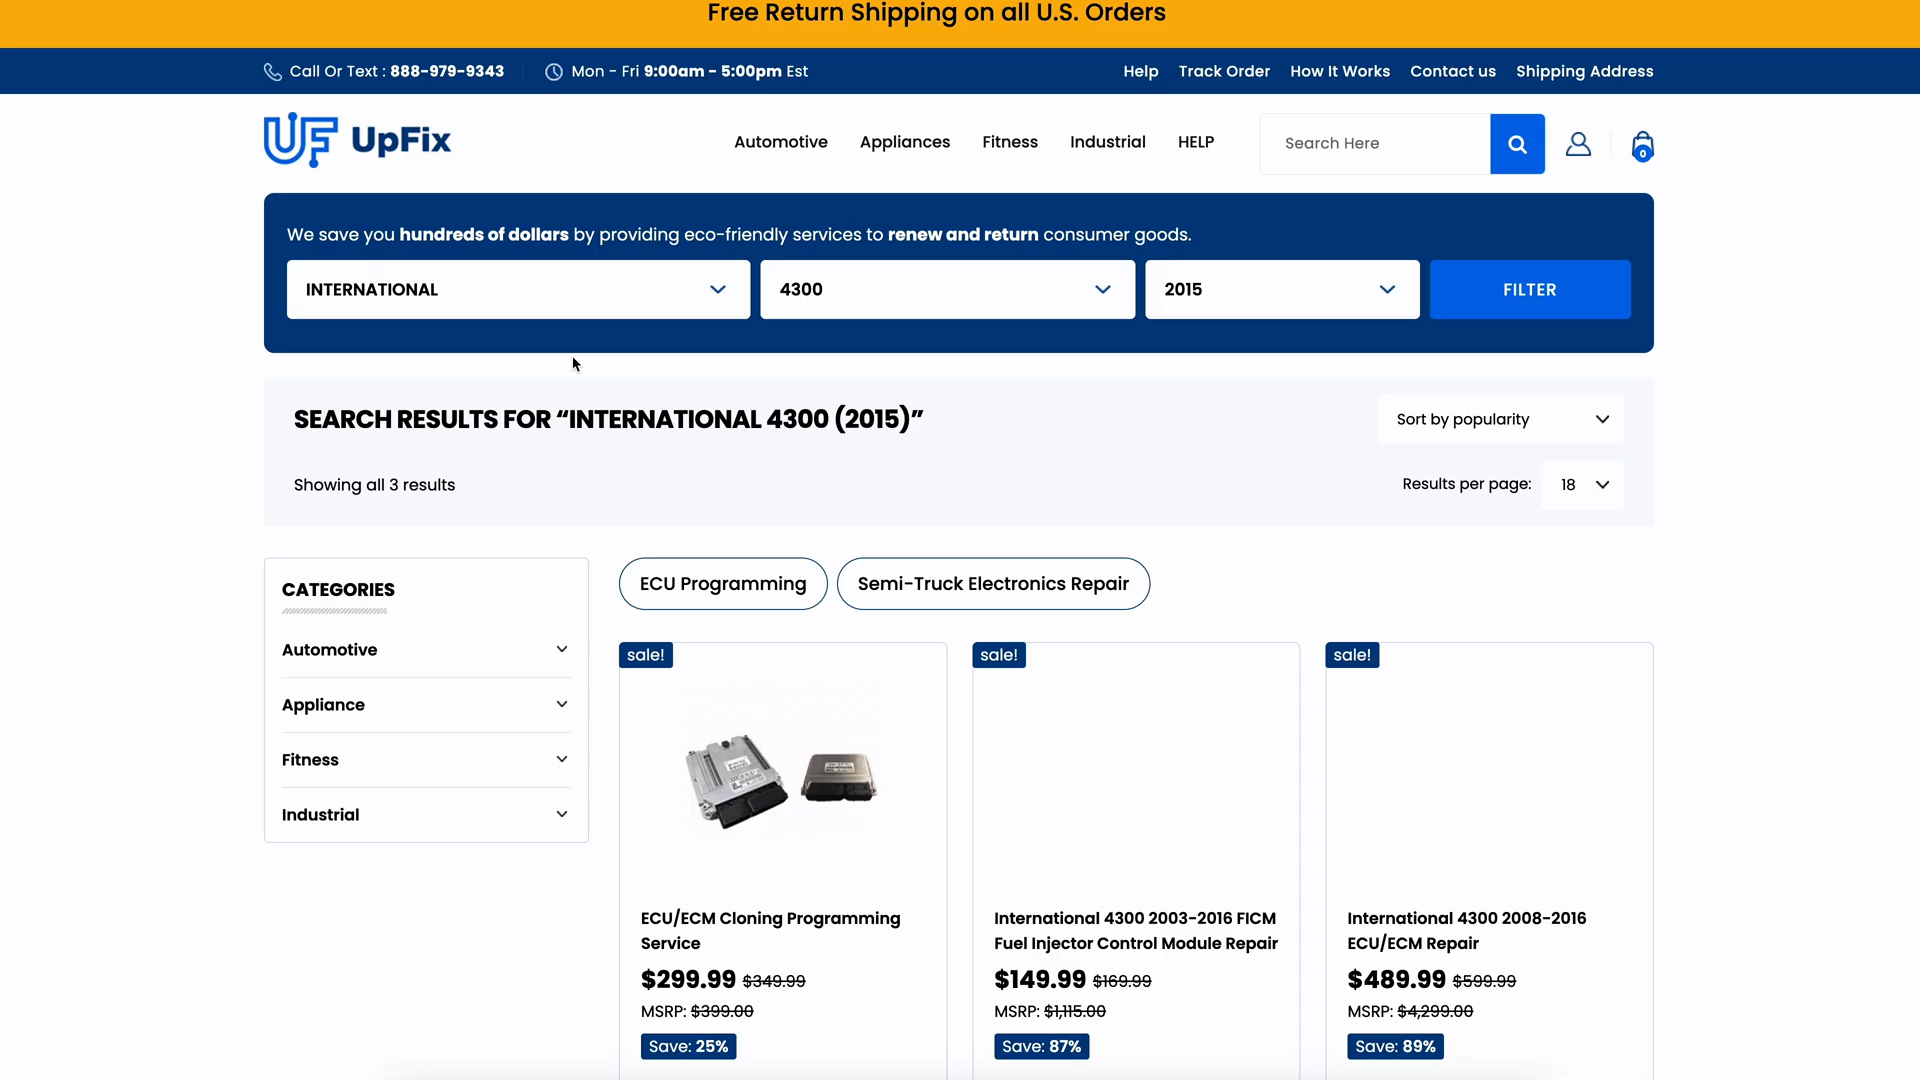 Free Return Shipping on all U.S. Orders
Call Or Text : 888-979-9343
Mon - Fri 9:00am - 5:00pm Est
Help Track Order How It Works Contact us Shipping Address
UF UpFix
Automotive Appliances Fitness Industrial HELP
Search Here
0
We save you hundreds of dollars by providing eco-friendly services to renew and return consumer goods.
INTERNATIONAL 4300 2015 FILTER
SEARCH RESULTS FOR “INTERNATIONAL 4300 (2015)”
Sort by popularity
Showing all 3 results
Results per page: 18
CATEGORIES
Automotive
Appliance
Fitness
Industrial
ECU Programming
Semi-Truck Electronics Repair
sale!
ECU/ECM Cloning Programming
Service
$299.99 $349.99
MSRP: $399.00
Save: 25%
sale!
International 4300 2003-2016 FICM
Fuel Injector Control Module Repair
$149.99 $169.99
MSRP: $1,115.00
Save: 87%
sale!
International 4300 2008-2016
ECU/ECM Repair
$489.99 $599.99
MSRP: $4,299.00
Save: 89%